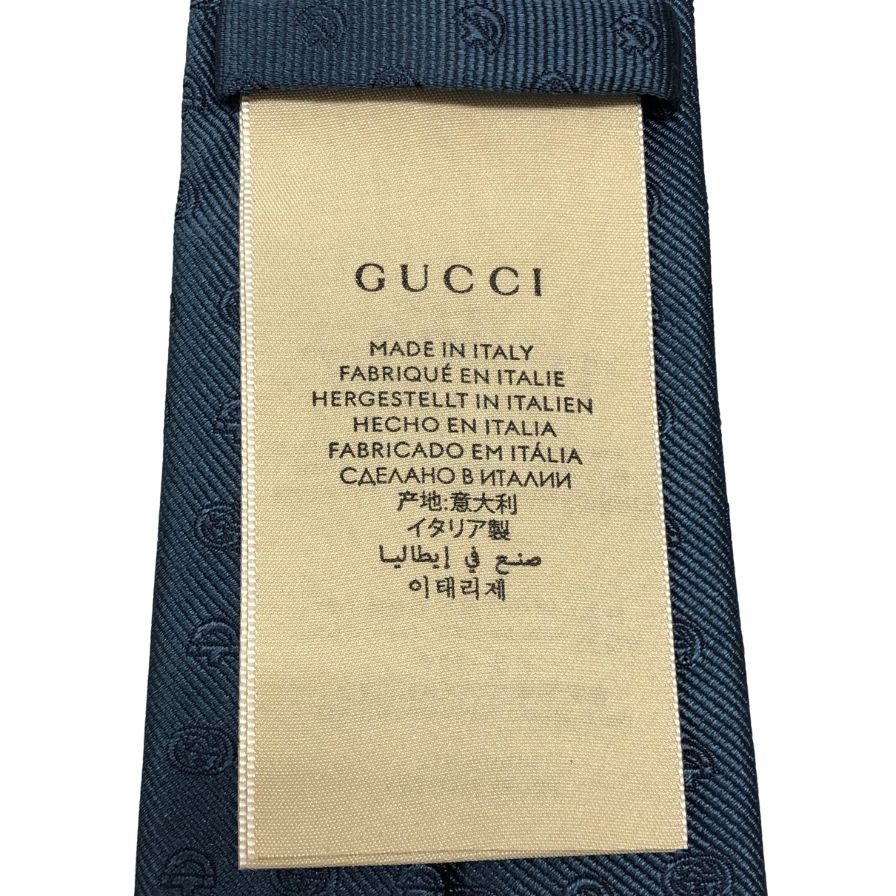 GUCCI
MADE IN ITALY
FABRIQUÉ EN ITALIE
HERGESTELLT IN ITALIEN
HECHO EN ITALIA
FABRICADO EM ITÁLIA
СДЕЛАНО В ИТАЛИИ
产地:意大利
イタリア製
صنع في إيطاليا
이태리제